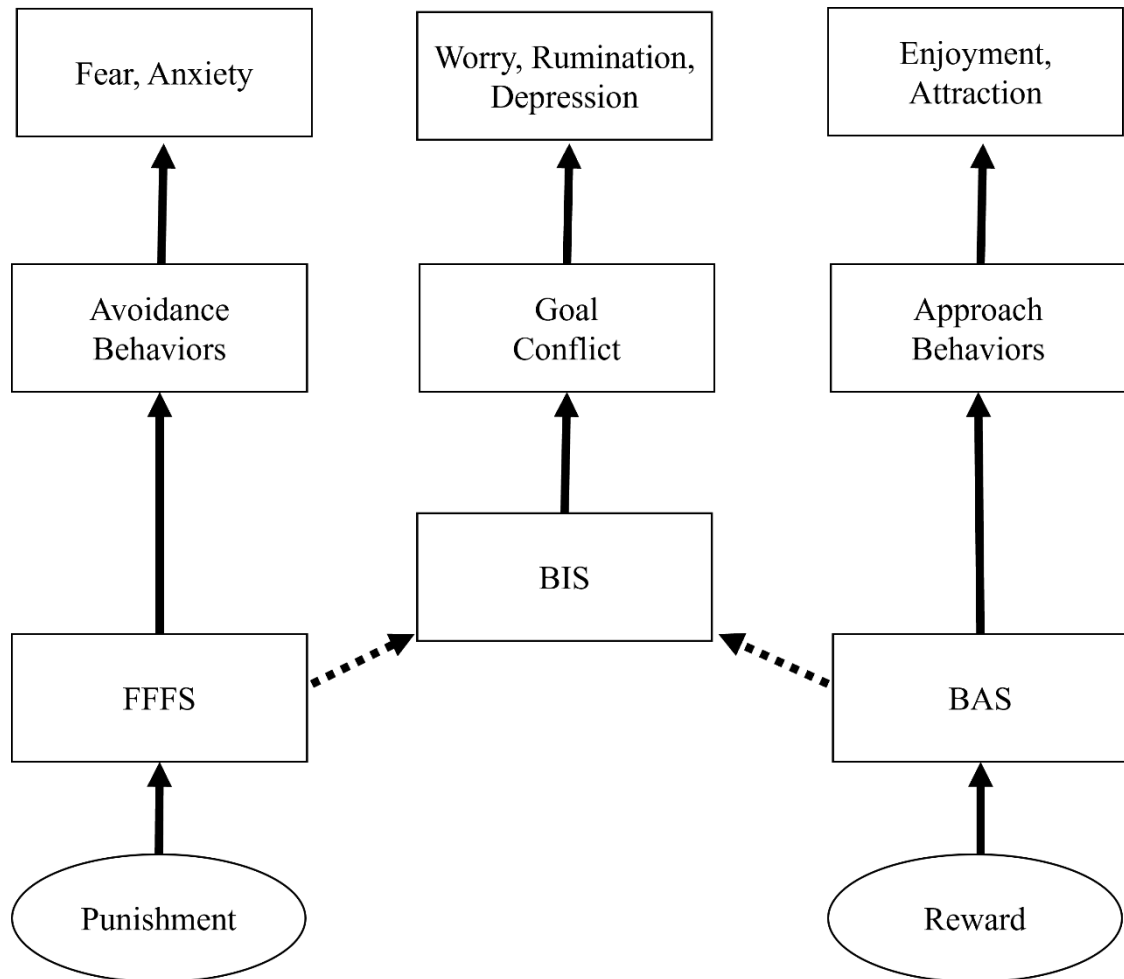 Fear, Anxiety
Worry, Rumination,
Depression
Enjoyment,
Attraction
Avoidance
Behaviors
Goal
Conflict
Approach
Behaviors
BIS
FFFS
BAS
Punishment
Reward